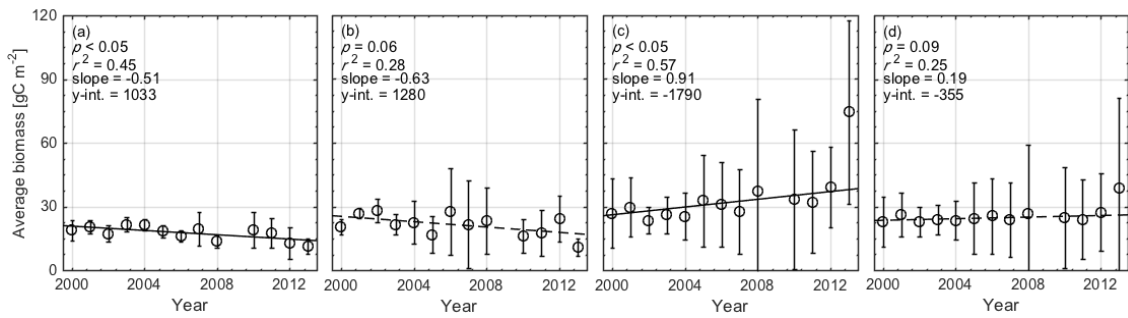 120
90
60
30
0
Average biomass [gC m⁻²]
(a)
p < 0.05
r² = 0.45
slope = -0.51
y-int. = 1033
2000 2004 2008 2012
Year
(b)
p = 0.06
r² = 0.28
slope = -0.63
y-int. = 1280
2000 2004 2008 2012
Year
(c)
p < 0.05
r² = 0.57
slope = 0.91
y-int. = -1790
2000 2004 2008 2012
Year
(d)
p = 0.09
r² = 0.25
slope = 0.19
y-int. = -355
2000 2004 2008 2012
Year